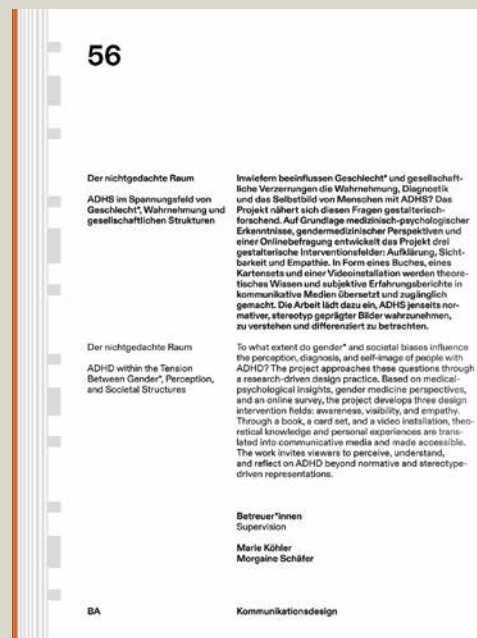 56
Der nichtgedachte Raum
ADHS im Spannungsfeld von
Geschlecht*, Wahrnehmung und
gesellschaftlichen Strukturen
Inwiefern beeinflussen Geschlecht* und gesellschaft-
liche Verzerrungen die Wahrnehmung, Diagnostik
und das Selbstbild von Menschen mit ADHS? Das
Projekt nähert sich diesen Fragen gestalterisch-
forschend. Auf Grundlage medizinisch-psychologischer
Erkenntnisse, gendermedizinischer Perspektiven und
einer Onlinebefragung entwickelt das Projekt drei
gestalterische Interventionsfelder: Aufklärung, Sicht-
barkeit und Empathie. In Form eines Buches, eines
Kartensets und einer Videoinstallation werden theore-
tisches Wissen und subjektive Erfahrungsberichte in
kommunikative Medien übersetzt und zugänglich
gemacht. Die Arbeit lädt dazu ein, ADHS jenseits nor-
mativer, stereotyp geprägter Bilder wahrzunehmen,
zu verstehen und differenziert zu betrachten.
Der nichtgedachte Raum
ADHD within the Tension
Between Gender*, Perception,
and Societal Structures
To what extent do gender* and societal biases influence
the perception, diagnosis, and self-image of people with
ADHD? The project approaches these questions through
a research-driven design practice. Based on medical-
psychological insights, gender medicine perspectives,
and an online survey, the project develops three design
intervention fields: awareness, visibility, and empathy.
Through a book, a card set, and a video installation, theo-
retical knowledge and personal experiences are trans-
lated into communicative media and made accessible.
The work invites viewers to perceive, understand,
and reflect on ADHD beyond normative and stereotype-
driven representations.
Betreuer*innen
Supervision
Marie Köhler
Morgaine Schäfer
BA
Kommunikationsdesign